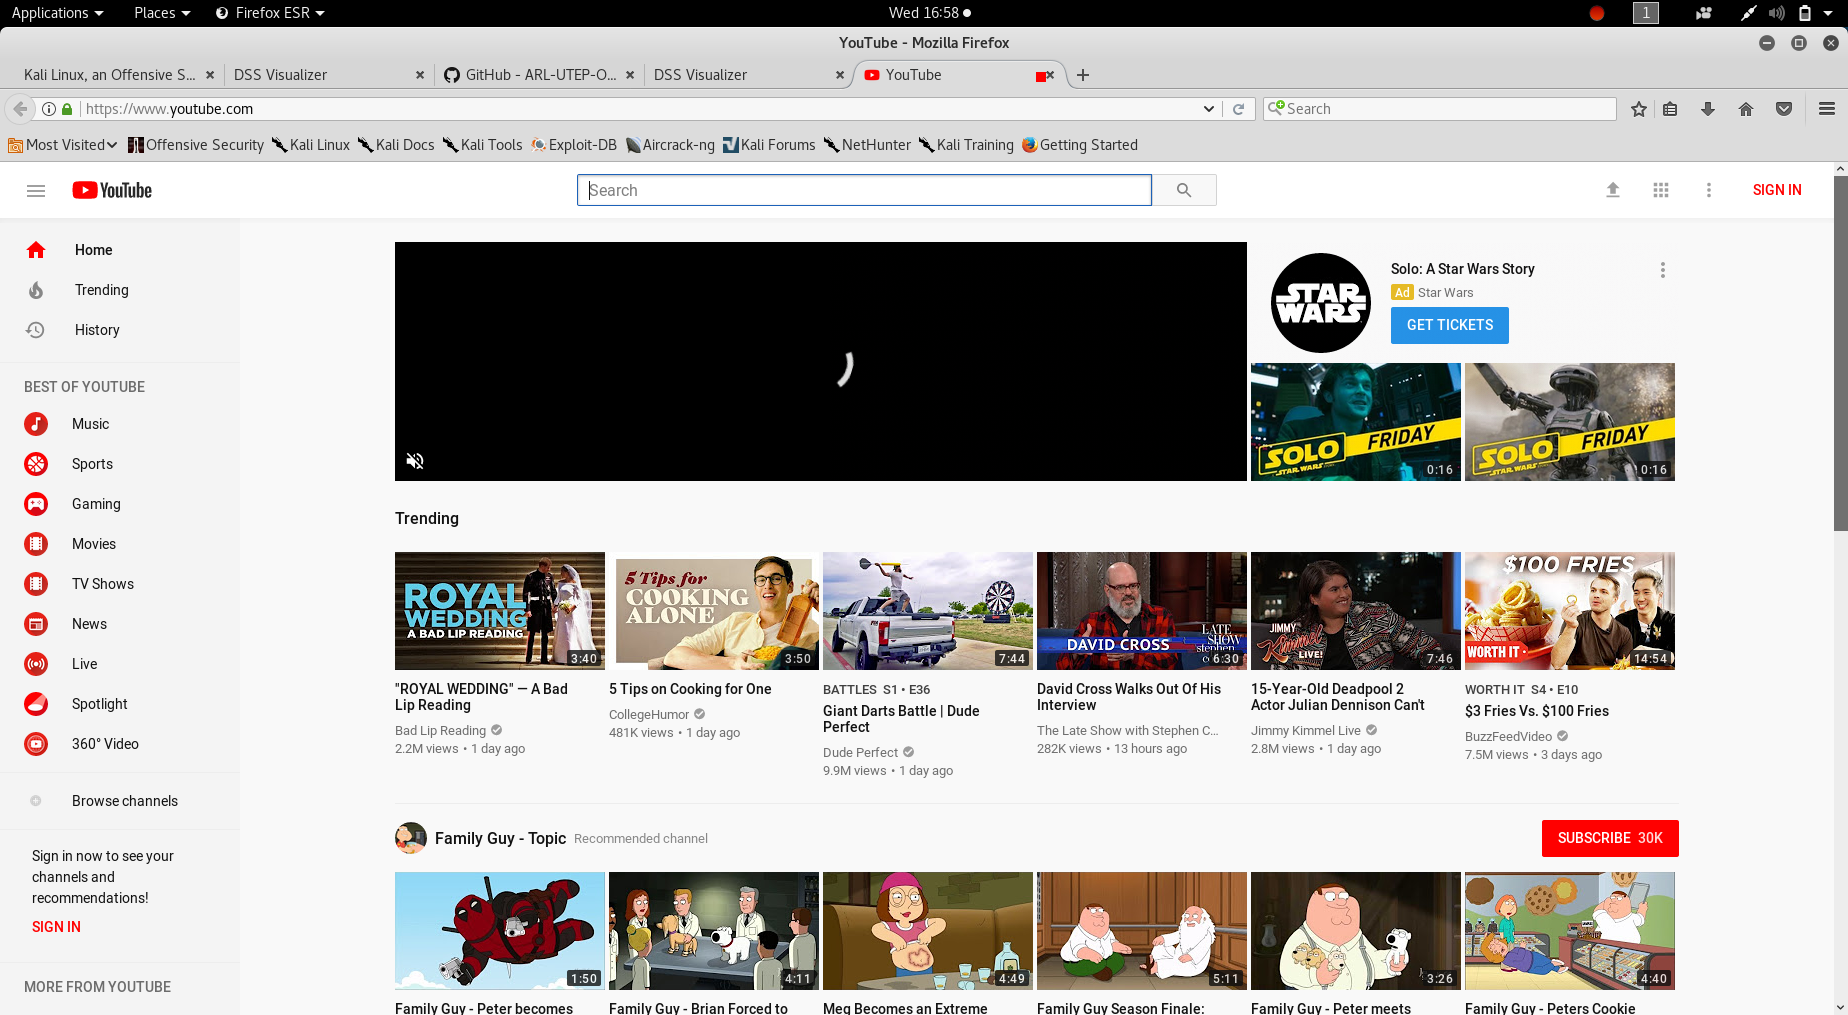 Applications Places Firefox ESR Wed 16:58 1
YouTube - Mozilla Firefox
Kali Linux, an Offensive S... DSS Visualizer GitHub - ARL-UTEP-O... DSS Visualizer YouTube
https://www.youtube.com Search
Most Visited Offensive Security Kali Linux Kali Docs Kali Tools Exploit-DB Aircrack-ng Kali Forums NetHunter Kali Training Getting Started
YouTube Search SIGN IN
Home
Trending
History
BEST OF YOUTUBE
Music
Sports
Gaming
Movies
TV Shows
News
Live
Spotlight
360° Video
Browse channels
Sign in now to see your
channels and
recommendations!
SIGN IN
MORE FROM YOUTUBE
STAR
WARS
Solo: A Star Wars Story
Ad Star Wars
GET TICKETS
SOLO FRIDAY
STAR WARS
0:16
SOLO FRIDAY
STAR WARS
0:16
Trending
ROYAL
WEDDING
A BAD LIP READING
3:40
"ROYAL WEDDING" — A Bad
Lip Reading
Bad Lip Reading
2.2M views • 1 day ago
5 Tips for
COOKING
ALONE
3:50
5 Tips on Cooking for One
CollegeHumor
481K views • 1 day ago
7:44
BATTLES S1 • E36
Giant Darts Battle | Dude
Perfect
Dude Perfect
9.9M views • 1 day ago
DAVID CROSS
LATE
SHOW
stephen
6:30
David Cross Walks Out Of His
Interview
The Late Show with Stephen C...
282K views • 13 hours ago
JIMMY
Kimmel
LIVE!
7:46
15-Year-Old Deadpool 2
Actor Julian Dennison Can't
Jimmy Kimmel Live
2.8M views • 1 day ago
$100 FRIES
WORTH IT
14:54
WORTH IT S4 • E10
$3 Fries Vs. $100 Fries
BuzzFeedVideo
7.5M views • 3 days ago
Family Guy - Topic Recommended channel SUBSCRIBE 30K
1:50
4:11
4:49
5:11
3:26
4:40
Family Guy - Peter becomes
Family Guy - Brian Forced to
Meg Becomes an Extreme
Family Guy Season Finale:
Family Guy - Peter meets
Family Guy - Peters Cookie